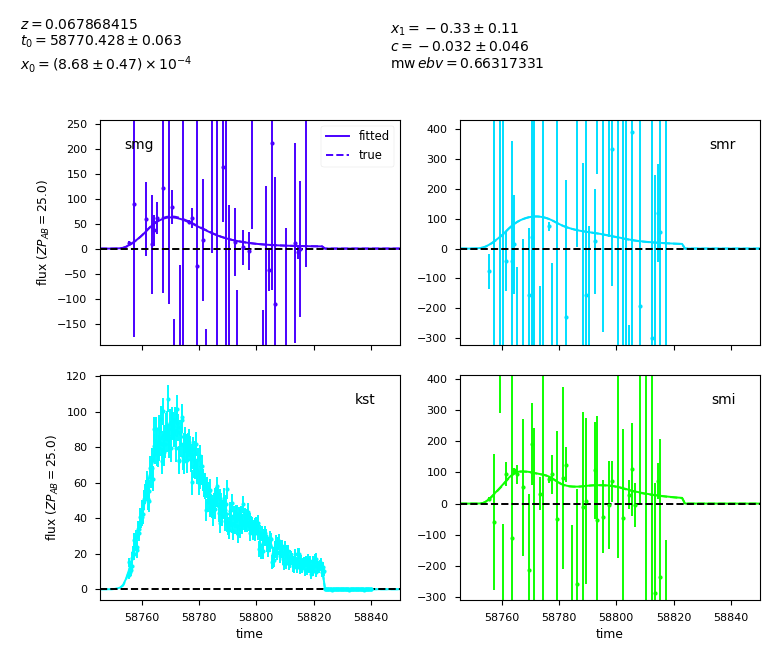 z = 0.067868415
t₀ = 58770.428 ± 0.063
x₀ = (8.68 ± 0.47) × 10⁻⁴
x₁ = −0.33 ± 0.11
c = −0.032 ± 0.046
mw ebv = 0.66317331
smg
fitted
true
250
200
150
100
50
0
−50
−100
−150
flux (ZP_AB = 25.0)
smr
400
300
200
100
0
−100
−200
−300
kst
120
100
80
60
40
20
0
flux (ZP_AB = 25.0)
58760 58780 58800 58820 58840
time
smi
400
300
200
100
0
−100
−200
−300
58760 58780 58800 58820 58840
time